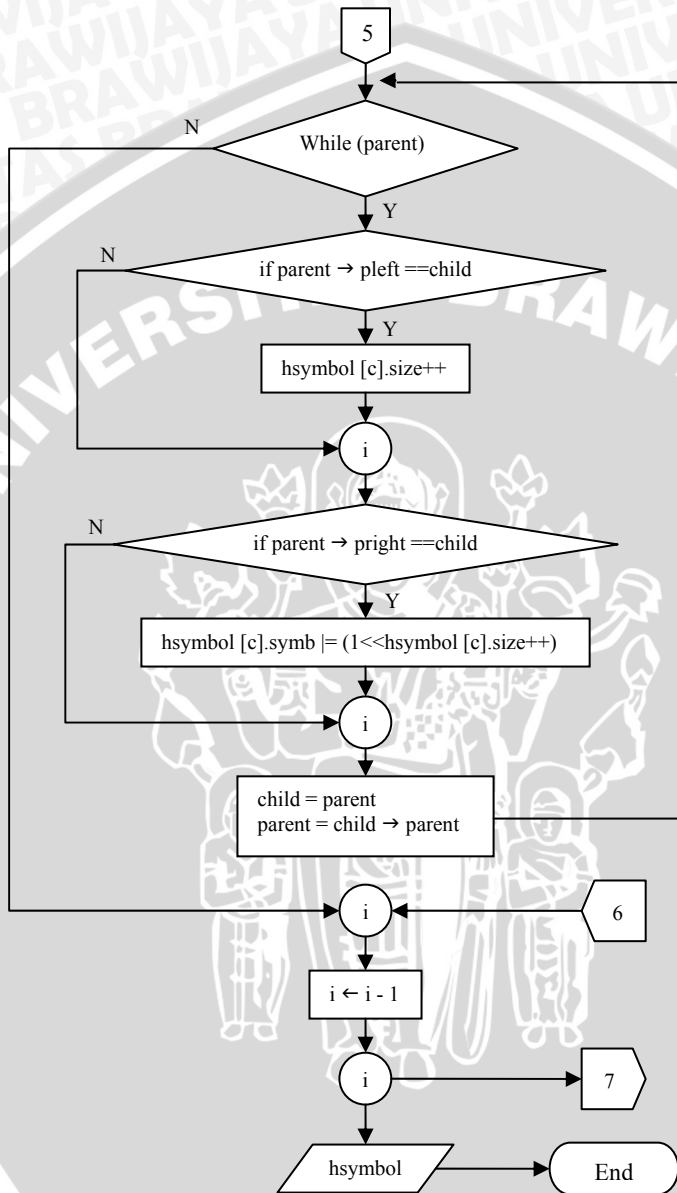 5
N
While (parent)
Y
N
if parent → pleft ==child
Y
hsymbol [c].size++
i
N
if parent → pright ==child
Y
hsymbol [c].symb |= (1<<hsymbol [c].size++)
i
child = parent
parent = child → parent
i
6
i ← i - 1
i
7
hsymbol
End